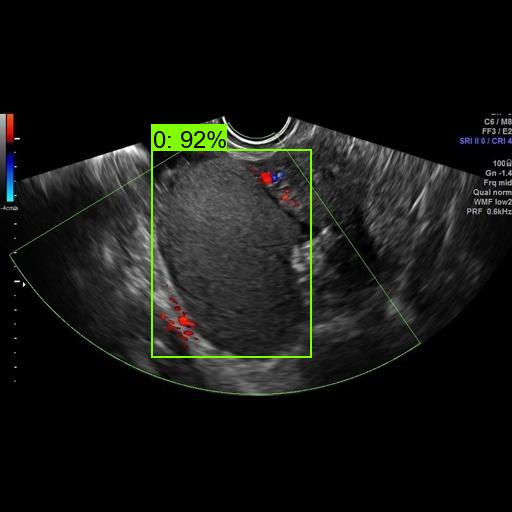 0: 92%
C6 / M8
FF3 / E2
SRI II 0 / CRI 4
Gn -1.4
Frq mid
Qual norm
WMF low2
PRF 0.6kHz
-4cm/s